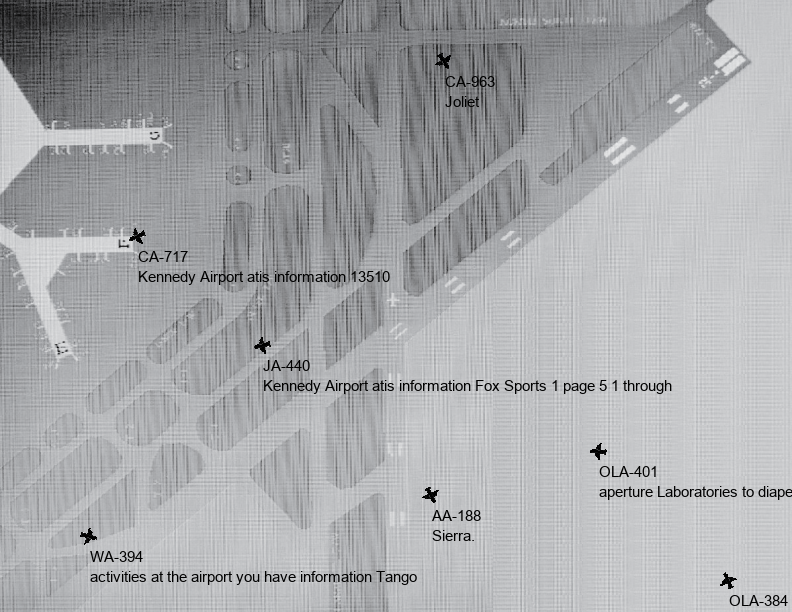 CA-963
Joliet
G
F
CA-717
Kennedy Airport atis information 13510
JA-440
Kennedy Airport atis information Fox Sports 1 page 5 1 through
OLA-401
aperture Laboratories to diape
AA-188
Sierra.
WA-394
activities at the airport you have information Tango
OLA-384